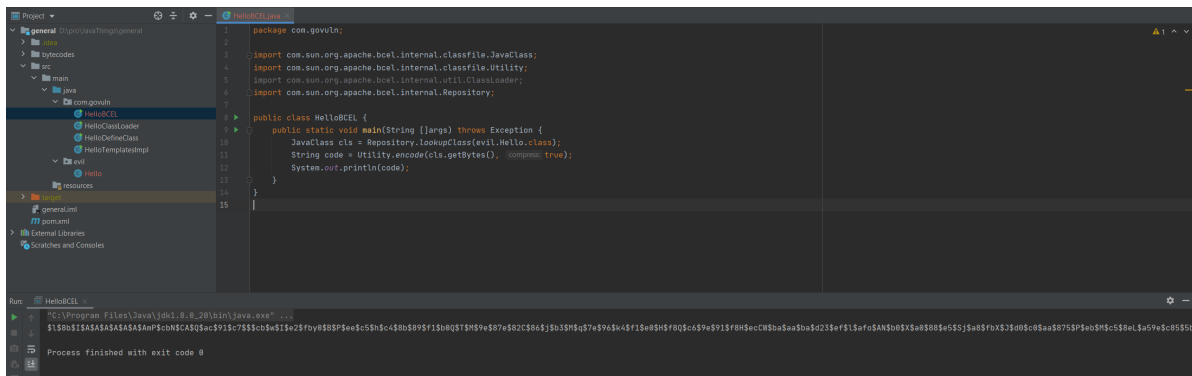 Project
HelloBCEL.java
general D:\pro\JavaThings\general
.idea
bytecodes
src
main
java
com.govuln
HelloBCEL
HelloClassLoader
HelloDefineClass
HelloTemplatesImpl
evil
Hello
resources
target
general.iml
pom.xml
External Libraries
Scratches and Consoles
1 package com.govuln;
2
3 import com.sun.org.apache.bcel.internal.classfile.JavaClass;
4 import com.sun.org.apache.bcel.internal.classfile.Utility;
5 import com.sun.org.apache.bcel.internal.util.ClassLoader;
6 import com.sun.org.apache.bcel.internal.Repository;
7
8 public class HelloBCEL {
9 public static void main(String []args) throws Exception {
10 JavaClass cls = Repository.lookupClass(evil.Hello.class);
11 String code = Utility.encode(cls.getBytes(), compress: true);
12 System.out.println(code);
13 }
14 }
15
1
Run: HelloBCEL
"C:\Program Files\Java\jdk1.8.0_20\bin\java.exe" ...
Process finished with exit code 0